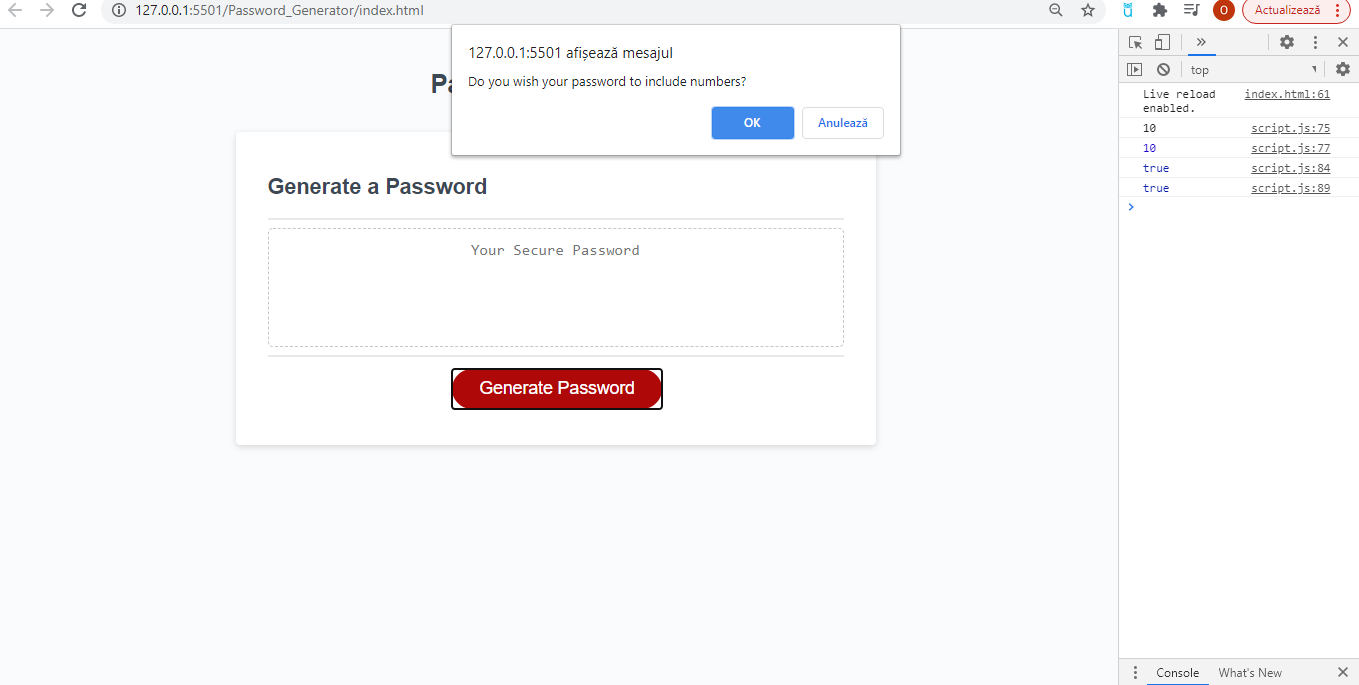 127.0.0.1:5501/Password_Generator/index.html
O
Actualizează
127.0.0.1:5501 afișează mesajul
Do you wish your password to include numbers?
OK
Anulează
Generate a Password
Your Secure Password
Generate Password
top
Live reload enabled. index.html:61
10 script.js:75
10 script.js:77
true script.js:84
true script.js:89
Console What's New